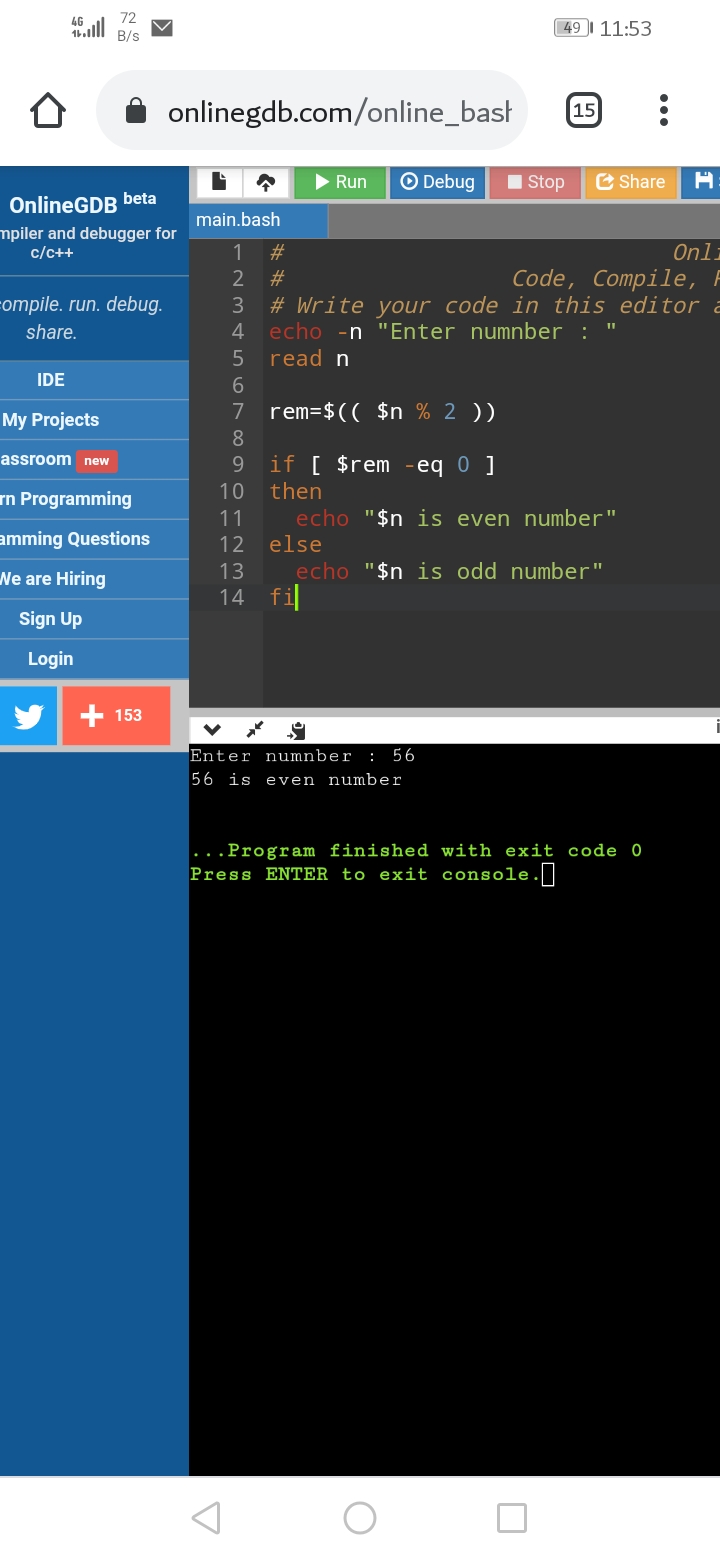 4G 72 B/s 49 11:53
onlinegdb.com/online_bash 15
OnlineGDB beta
mpiler and debugger for
c/c++
compile. run. debug.
share.
IDE
My Projects
assroom new
rn Programming
amming Questions
We are Hiring
Sign Up
Login
153
Run Debug Stop Share
main.bash
1 # Onli
2 # Code, Compile, R
3 # Write your code in this editor a
4 echo -n "Enter numnber : "
5 read n
6
7 rem=$(( $n % 2 ))
8
9 if [ $rem -eq 0 ]
10 then
11 echo "$n is even number"
12 else
13 echo "$n is odd number"
14 fi
Enter numnber : 56
56 is even number
...Program finished with exit code 0
Press ENTER to exit console.